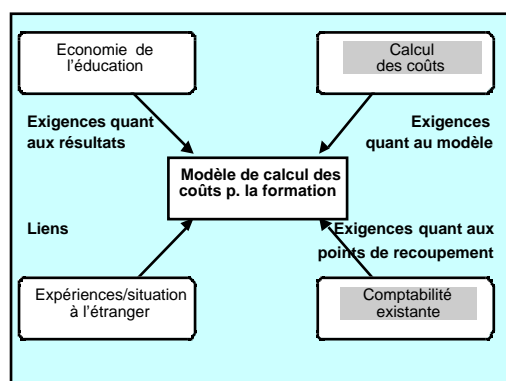 Economie de
l'éducation
Calcul
des coûts
Exigences quant
aux résultats
Exigences
quant au modèle
Modèle de calcul des
coûts p. la formation
Liens
Exigences quant aux
points de recoupement
Expériences/situation
à l'étranger
Comptabilité
existante